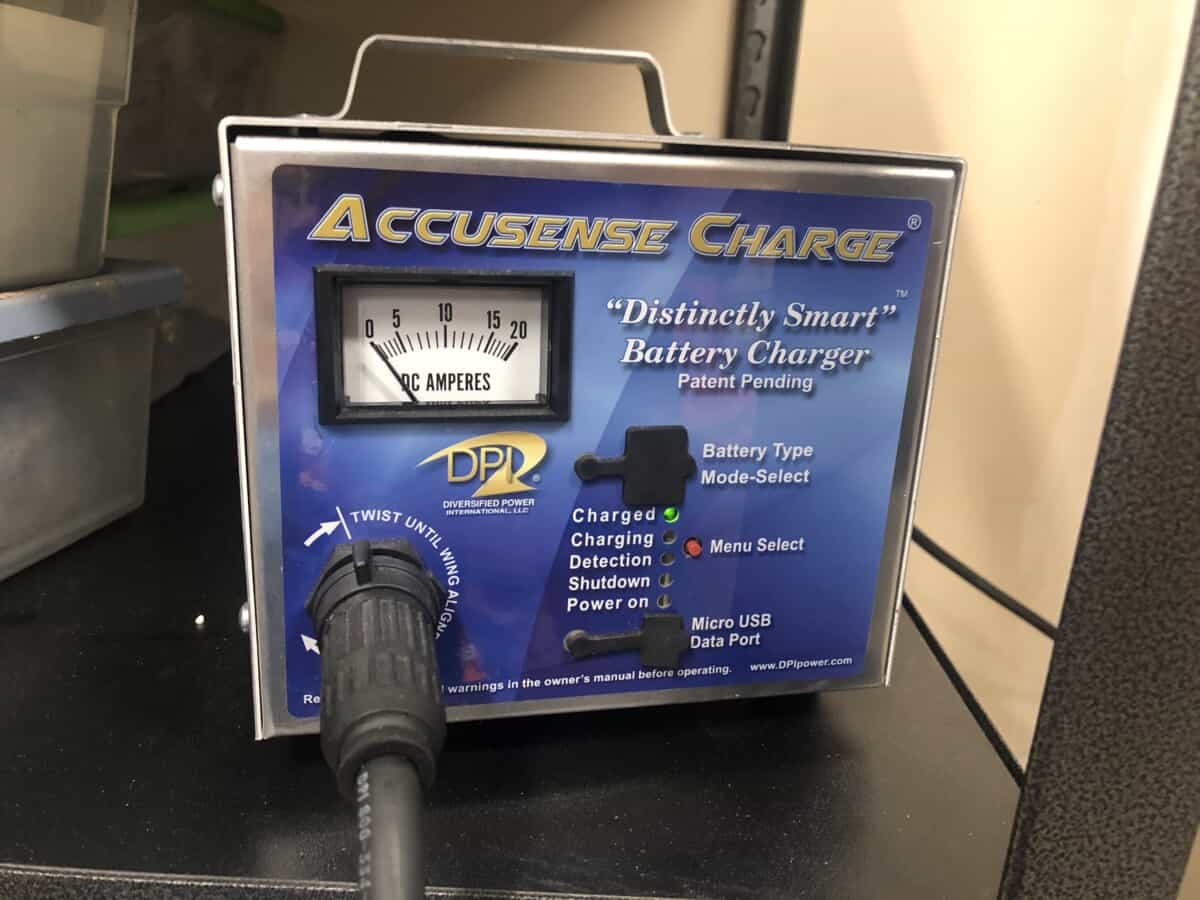 ACCUSENSE CHARGE®
"Distinctly Smart"™
Battery Charger
Patent Pending
0 5 10 15 20
DC AMPERES
DPI®
DIVERSIFIED POWER
INTERNATIONAL, LLC
Battery Type
Mode-Select
Charged
Charging
Detection
Shutdown
Power on
Menu Select
TWIST UNTIL WING ALIGNS
Micro USB
Data Port
warnings in the owner's manual before operating.
www.DPIpower.com